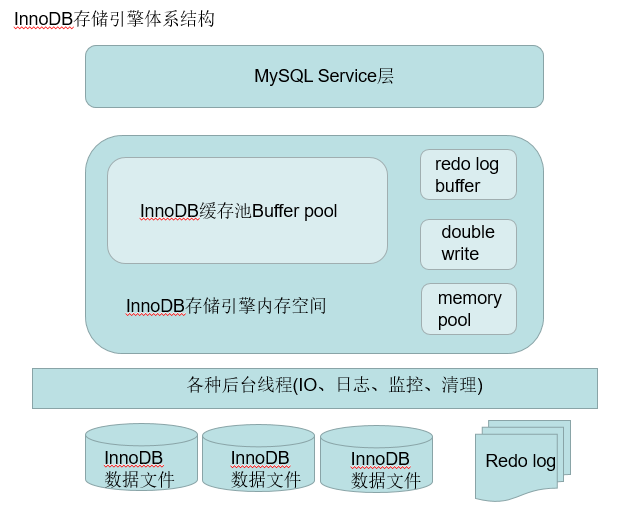 InnoDB存储引擎体系结构
MySQL Service层
InnoDB缓存池Buffer pool
redo log
buffer
double
write
memory
pool
InnoDB存储引擎内存空间
各种后台线程(IO、日志、监控、清理)
InnoDB
数据文件
InnoDB
数据文件
InnoDB
数据文件
Redo log